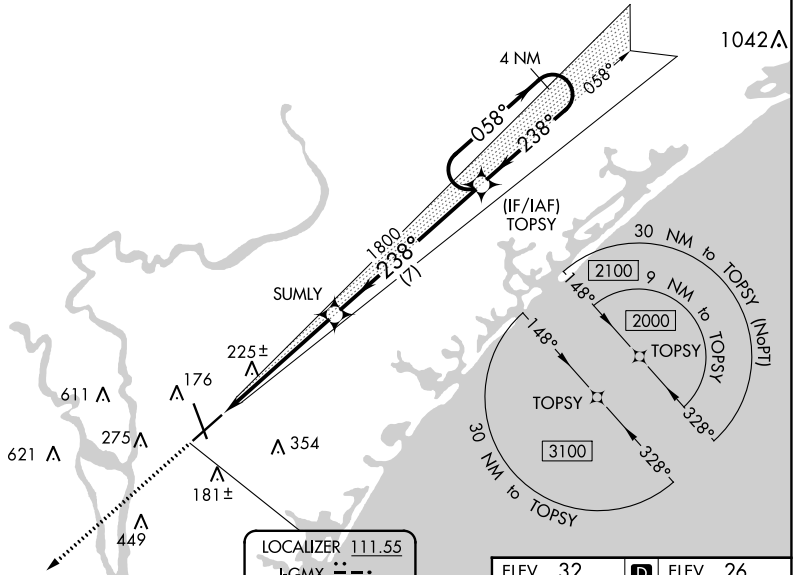 1042
4 NM
058°
058°
238°
(IF/IAF)
TOPSY
1800
238°
(7)
SUMLY
30 NM to TOPSY (NoPT)
2100
148°
9 NM to TOPSY
2000
TOPSY
328°
148°
TOPSY
3100
328°
30 NM to TOPSY
225±
176
611
275
621
354
181±
449
LOCALIZER 111.55
I-GMX
ELEV 32
D
ELEV 26